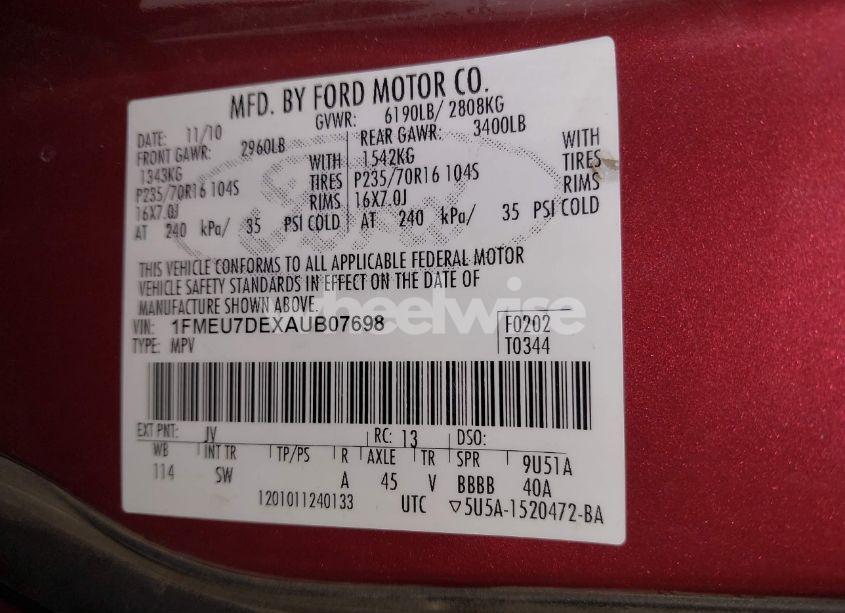 MFD. BY FORD MOTOR CO.
DATE: 11/10 GVWR: 6190LB/ 2808KG
FRONT GAWR: 2960LB REAR GAWR: 3400LB
1343KG WITH 1542KG WITH
P235/70R16 104S TIRES P235/70R16 104S TIRES
16X7.0J RIMS 16X7.0J RIMS
AT 240 kPa/ 35 PSI COLD AT 240 kPa/ 35 PSI COLD
THIS VEHICLE CONFORMS TO ALL APPLICABLE FEDERAL MOTOR
VEHICLE SAFETY STANDARDS IN EFFECT ON THE DATE OF
MANUFACTURE SHOWN ABOVE.
wheelwise
VIN: 1FMEU7DEXAUB07698 F0202
TYPE: MPV T0344
EXT PNT: JV RC: 13 DSO:
WB INT TR TP/PS R AXLE TR SPR 9U51A
114 SW A 45 V BBBB 40A
1201011240133 UTC ▽5U5A-1520472-BA